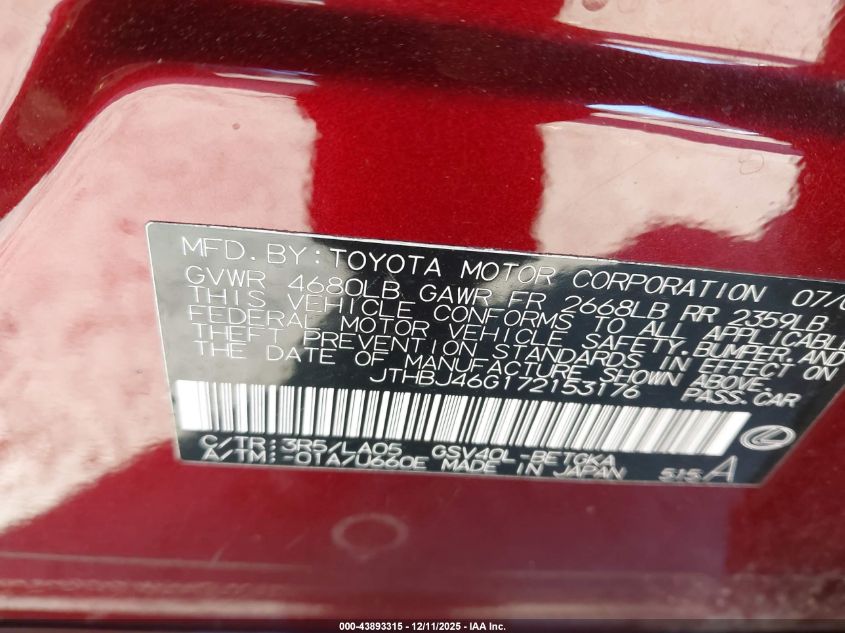 MFD. BY: TOYOTA MOTOR CORPORATION 07/0
GVWR 4680LB GAWR FR 2668LB RR 2359LB
THIS VEHICLE CONFORMS TO ALL APPLICABLE
FEDERAL MOTOR VEHICLE SAFETY, BUMPER, AND
THEFT PREVENTION STANDARDS IN EFFECT ON
THE DATE OF MANUFACTURE SHOWN ABOVE.
JTHBJ46G172153176 PASS. CAR
C/TR: 3R5/LA05 GSV40L-BETGKA
A/TM: -01A/U660E MADE IN JAPAN 515 A
000-43893315 - 12/11/2025 - IAA Inc.